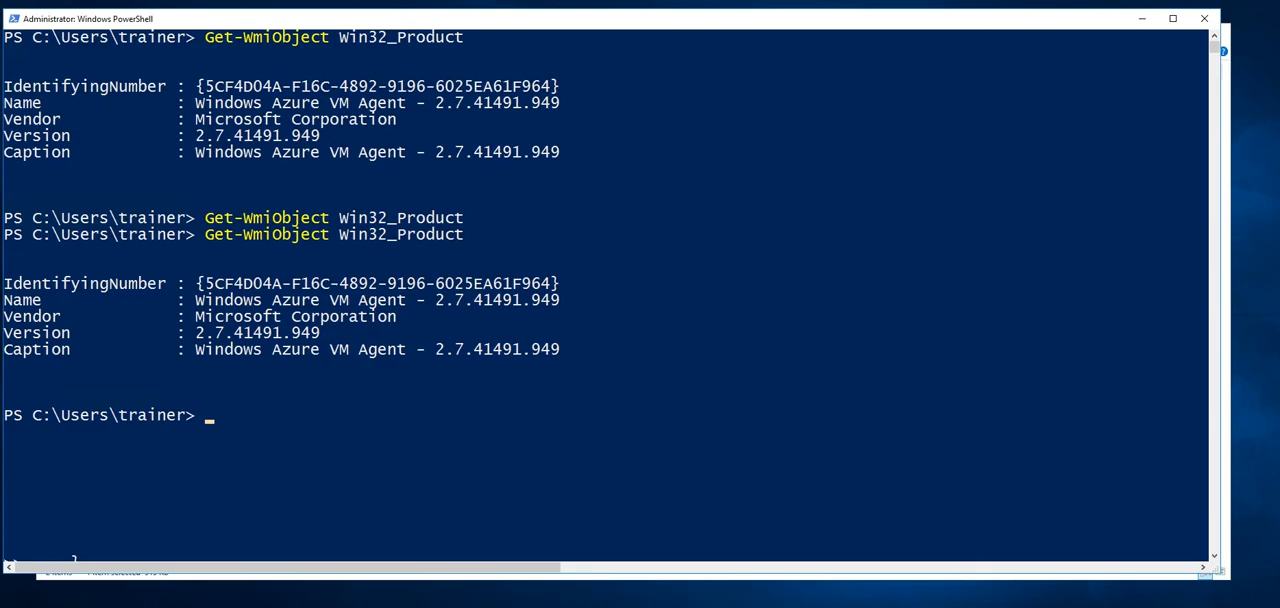 Administrator: Windows PowerShell
PS C:\Users\trainer> Get-WmiObject Win32_Product
IdentifyingNumber : {5CF4D04A-F16C-4892-9196-6025EA61F964}
Name : Windows Azure VM Agent - 2.7.41491.949
Vendor : Microsoft Corporation
Version : 2.7.41491.949
Caption : Windows Azure VM Agent - 2.7.41491.949
PS C:\Users\trainer> Get-WmiObject Win32_Product
PS C:\Users\trainer> Get-WmiObject Win32_Product
IdentifyingNumber : {5CF4D04A-F16C-4892-9196-6025EA61F964}
Name : Windows Azure VM Agent - 2.7.41491.949
Vendor : Microsoft Corporation
Version : 2.7.41491.949
Caption : Windows Azure VM Agent - 2.7.41491.949
PS C:\Users\trainer>